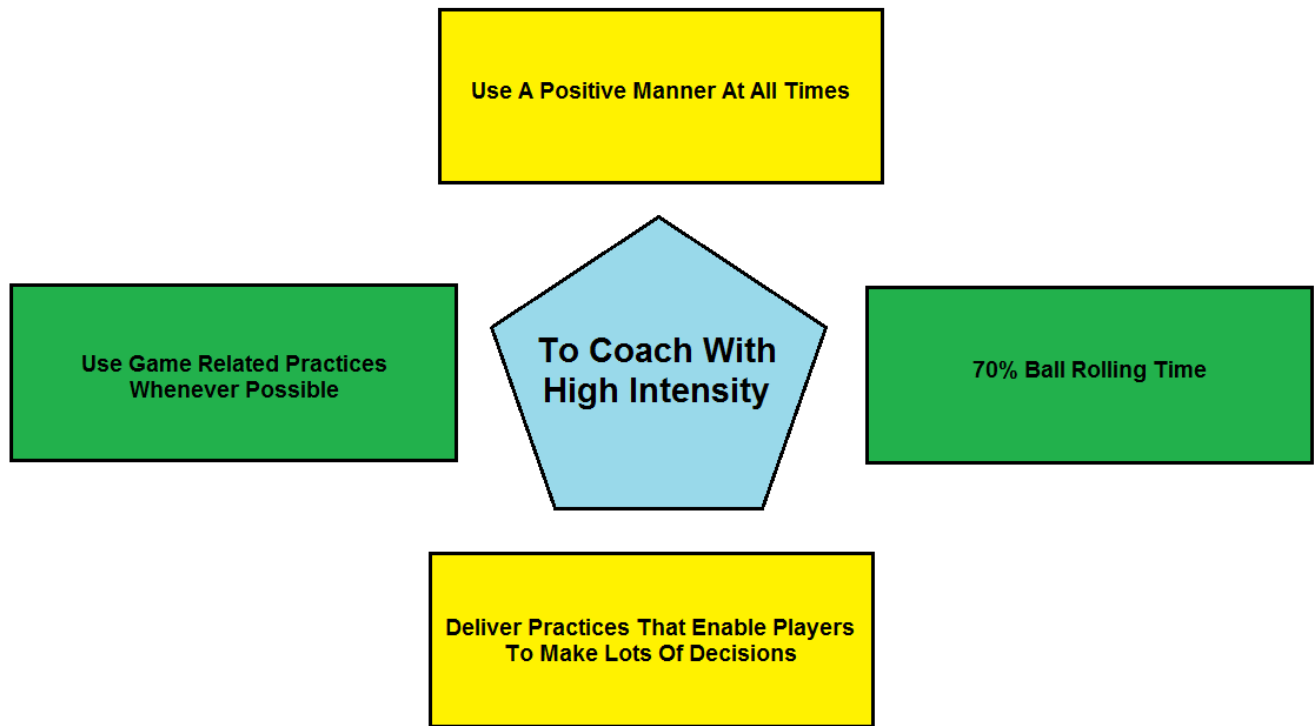 Use A Positive Manner At All Times
Use Game Related Practices
Whenever Possible
To Coach With
High Intensity
70% Ball Rolling Time
Deliver Practices That Enable Players
To Make Lots Of Decisions